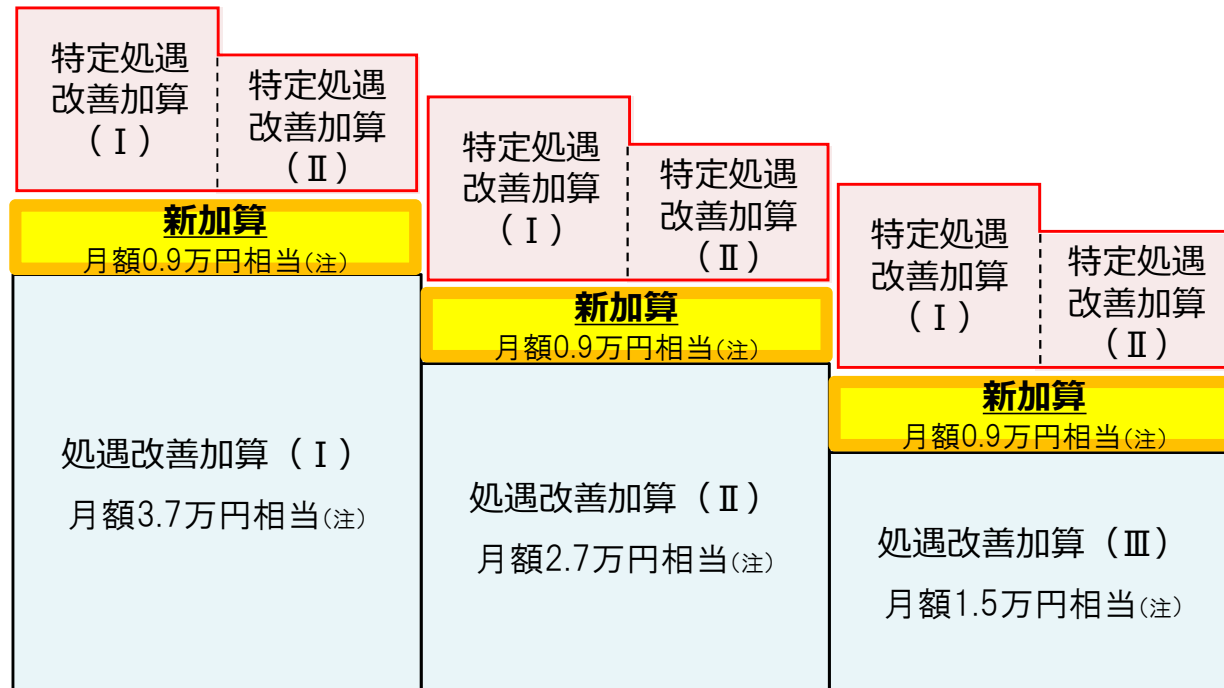 特定処遇
改善加算
（Ⅰ）
特定処遇
改善加算
（Ⅱ）
新加算
月額0.9万円相当(注)
処遇改善加算（Ⅰ）
月額3.7万円相当(注)
特定処遇
改善加算
（Ⅰ）
特定処遇
改善加算
（Ⅱ）
新加算
月額0.9万円相当(注)
処遇改善加算（Ⅱ）
月額2.7万円相当(注)
特定処遇
改善加算
（Ⅰ）
特定処遇
改善加算
（Ⅱ）
新加算
月額0.9万円相当(注)
処遇改善加算（Ⅲ）
月額1.5万円相当(注)